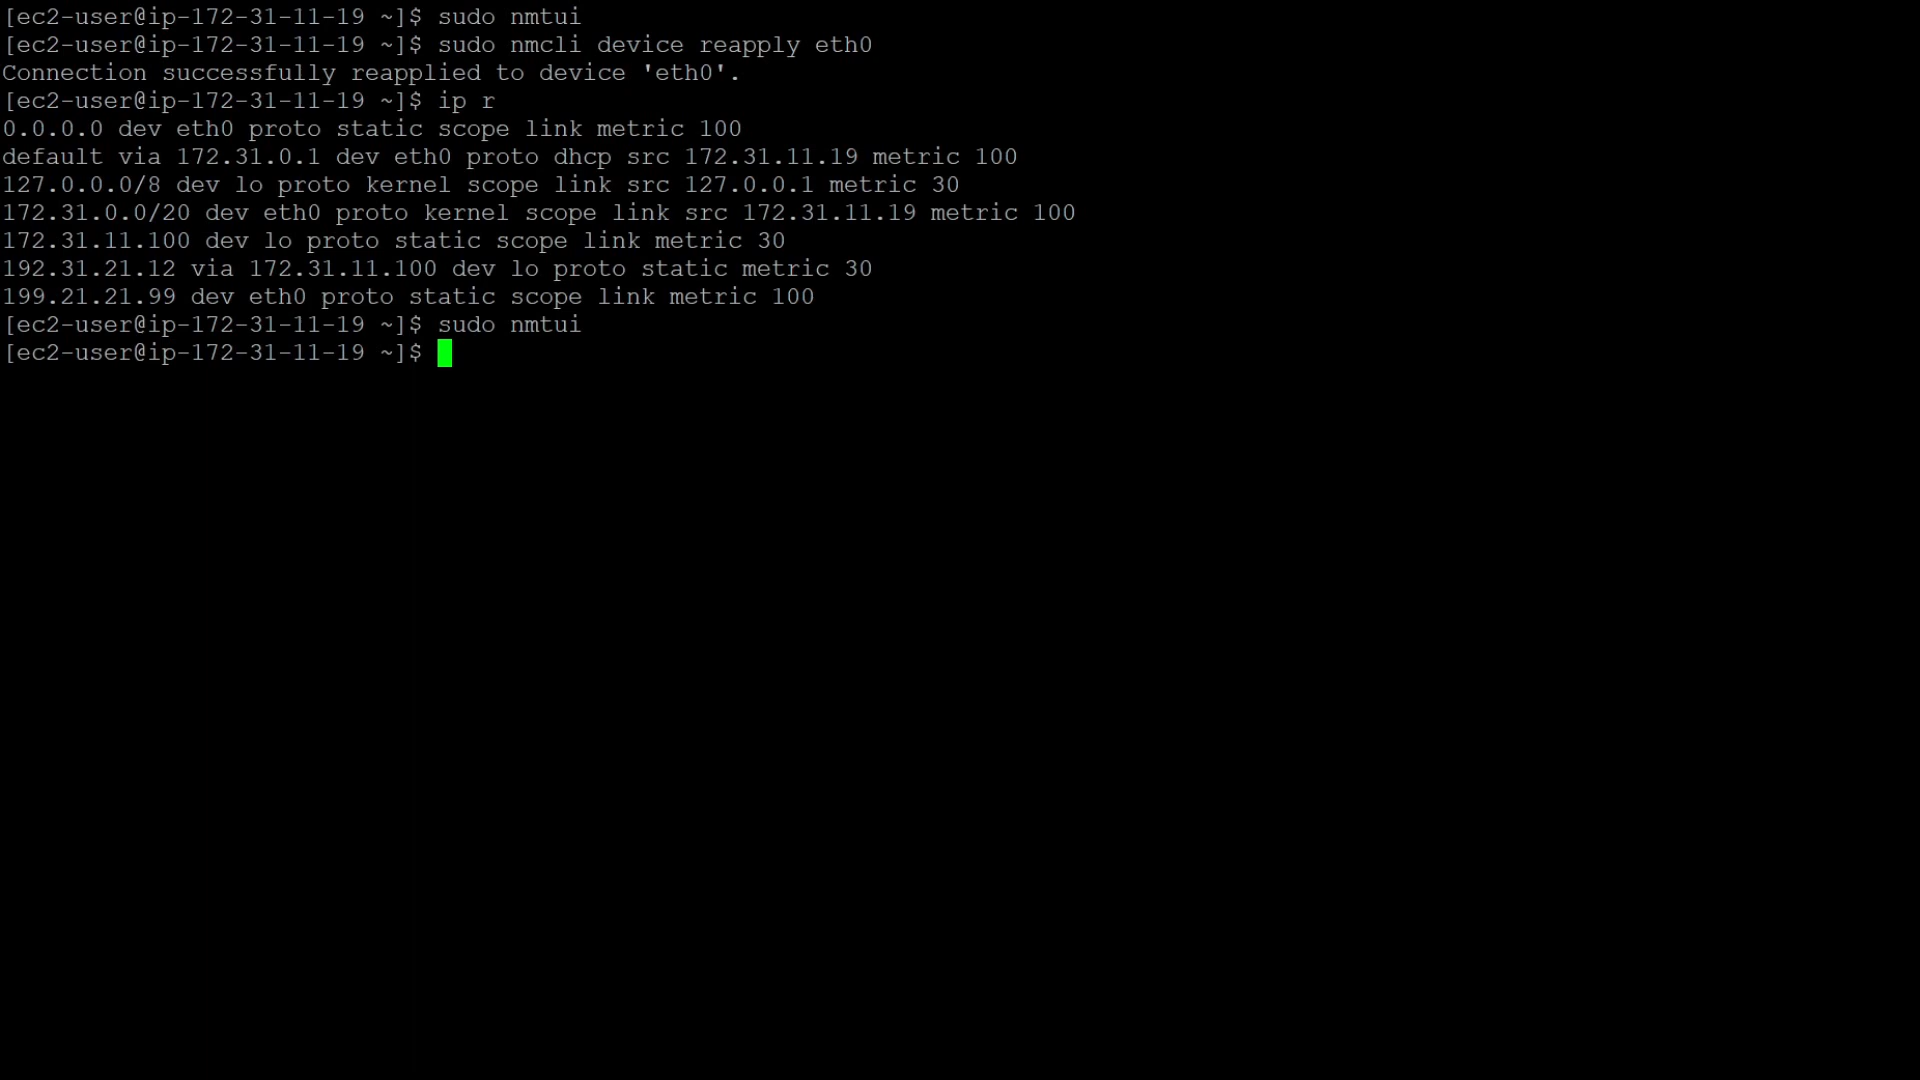 [ec2-user@ip-172-31-11-19 ~]$ sudo nmtui
[ec2-user@ip-172-31-11-19 ~]$ sudo nmcli device reapply eth0
Connection successfully reapplied to device 'eth0'.
[ec2-user@ip-172-31-11-19 ~]$ ip r
0.0.0.0 dev eth0 proto static scope link metric 100
default via 172.31.0.1 dev eth0 proto dhcp src 172.31.11.19 metric 100
127.0.0.0/8 dev lo proto kernel scope link src 127.0.0.1 metric 30
172.31.0.0/20 dev eth0 proto kernel scope link src 172.31.11.19 metric 100
172.31.11.100 dev lo proto static scope link metric 30
192.31.21.12 via 172.31.11.100 dev lo proto static metric 30
199.21.21.99 dev eth0 proto static scope link metric 100
[ec2-user@ip-172-31-11-19 ~]$ sudo nmtui
[ec2-user@ip-172-31-11-19 ~]$